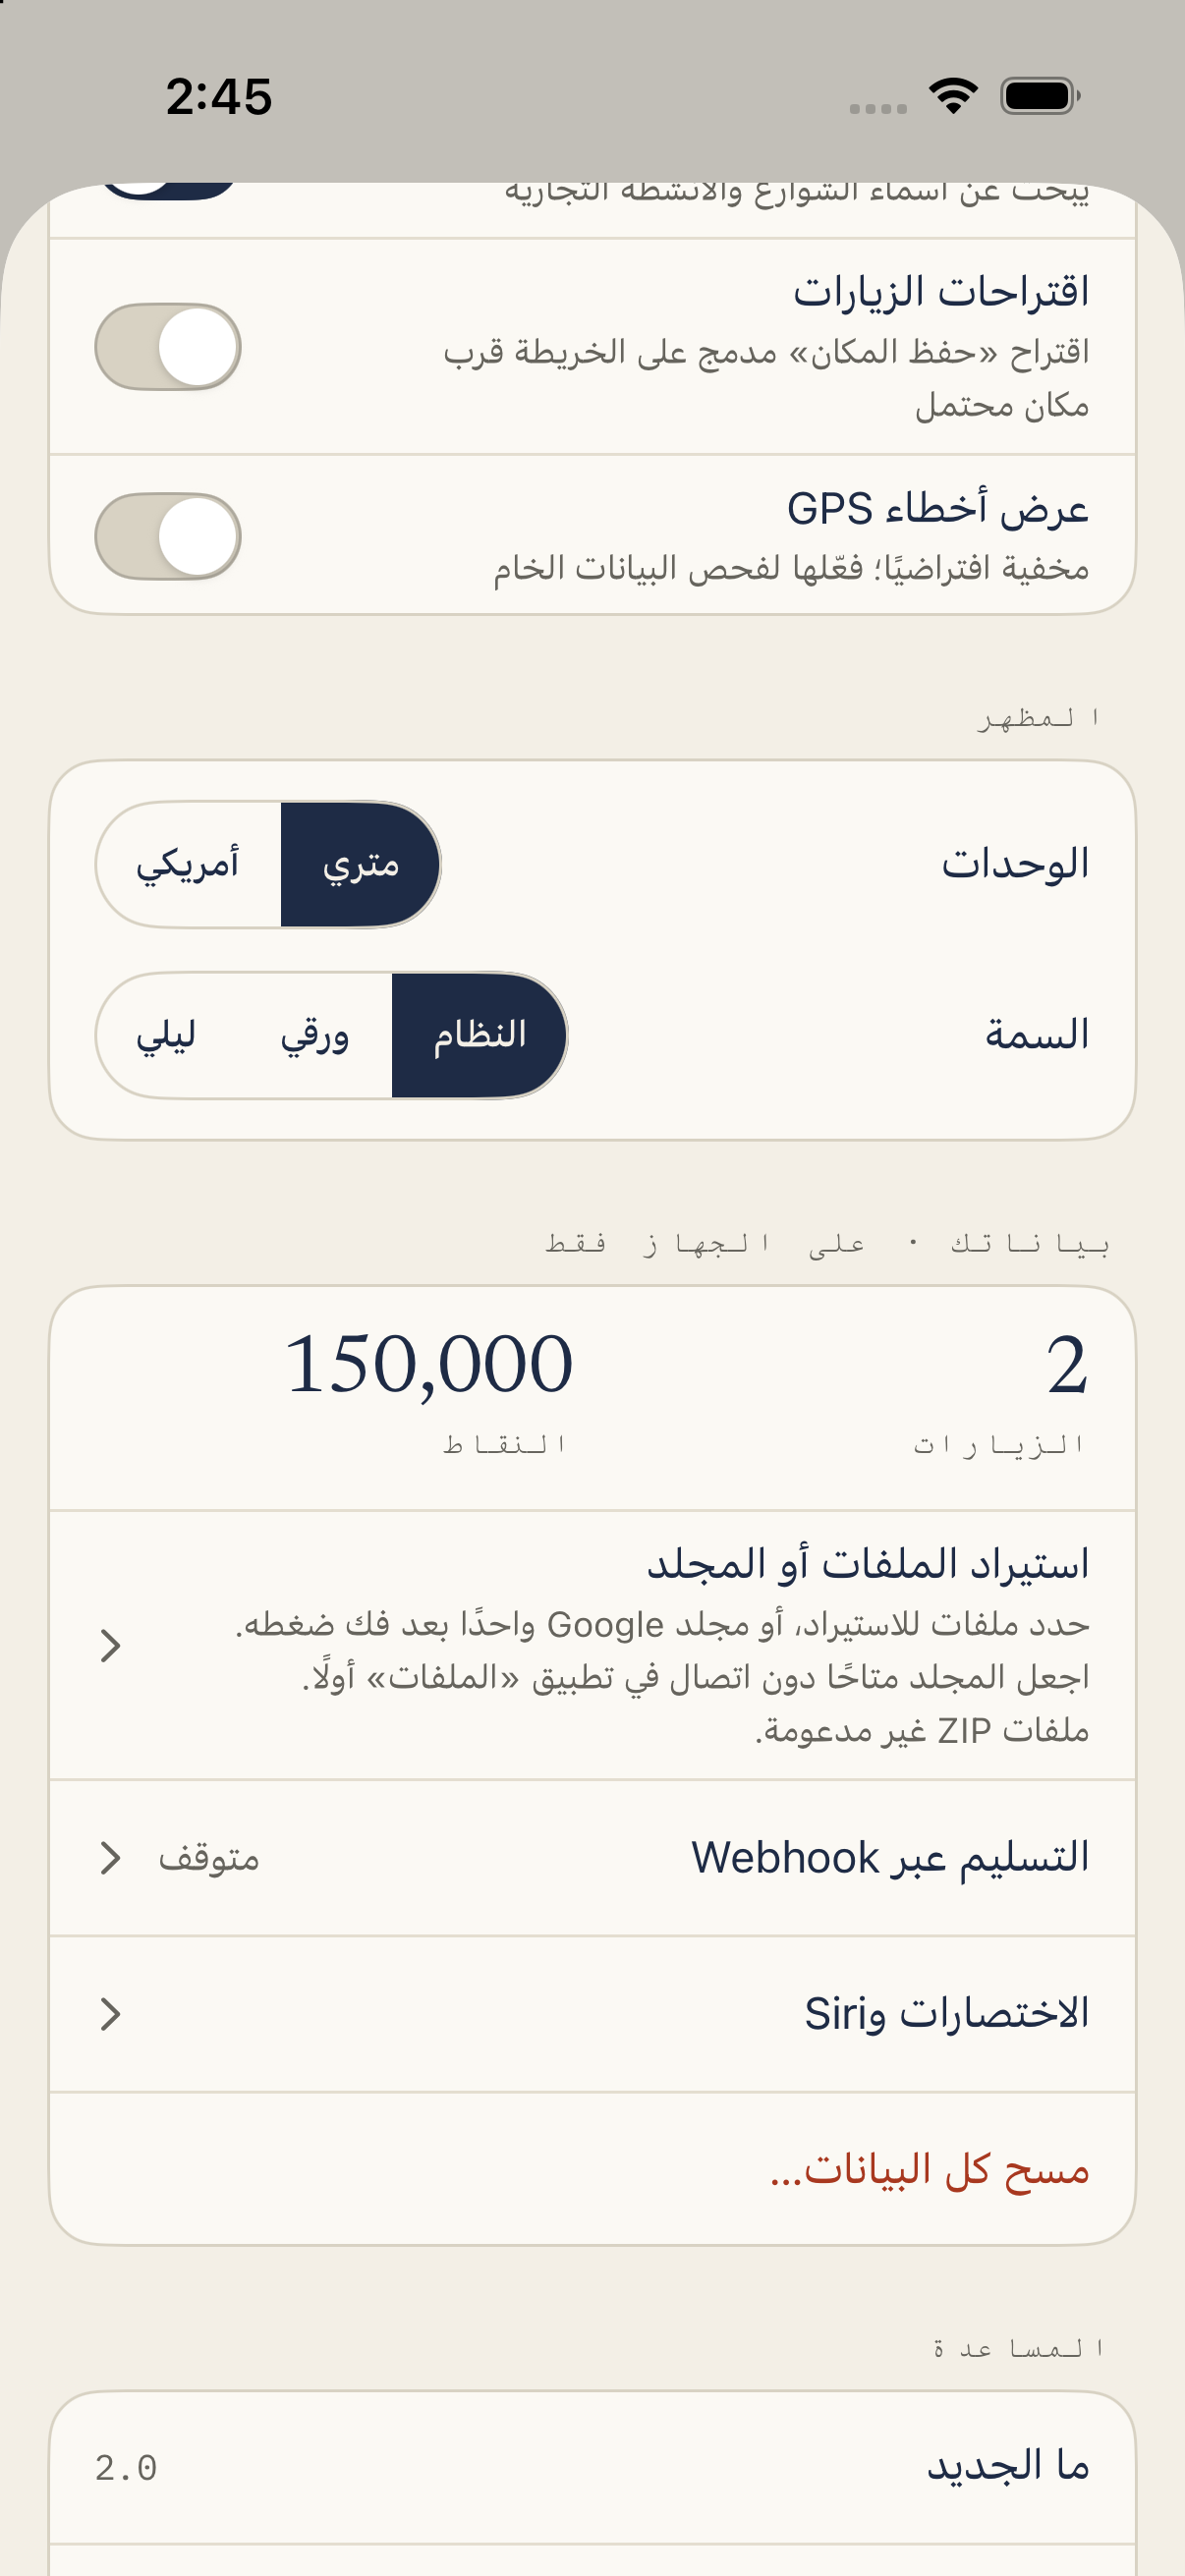 2:45
يبحث عن أسماء الشوارع والأنشطة التجارية
اقتراحات الزيارات
اقتراح «حفظ المكان» مدمج على الخريطة قرب
مكان محتمل
عرض أخطاء GPS
مخفية افتراضيًا؛ فعّلها لفحص البيانات الخام
المظهر
الوحدات
متري
أمريكي
السمة
النظام
ورقي
ليلي
بياناتك · على الجهاز فقط
2
150,000
الزيارات
النقاط
استيراد الملفات أو المجلد
حدد ملفات للاستيراد، أو مجلد Google واحدًا بعد فك ضغطه.
اجعل المجلد متاحًا دون اتصال في تطبيق «الملفات» أولًا.
ملفات ZIP غير مدعومة.
التسليم عبر Webhook
متوقف
الاختصارات وSiri
مسح كل البيانات...
المساعدة
ما الجديد
2.0